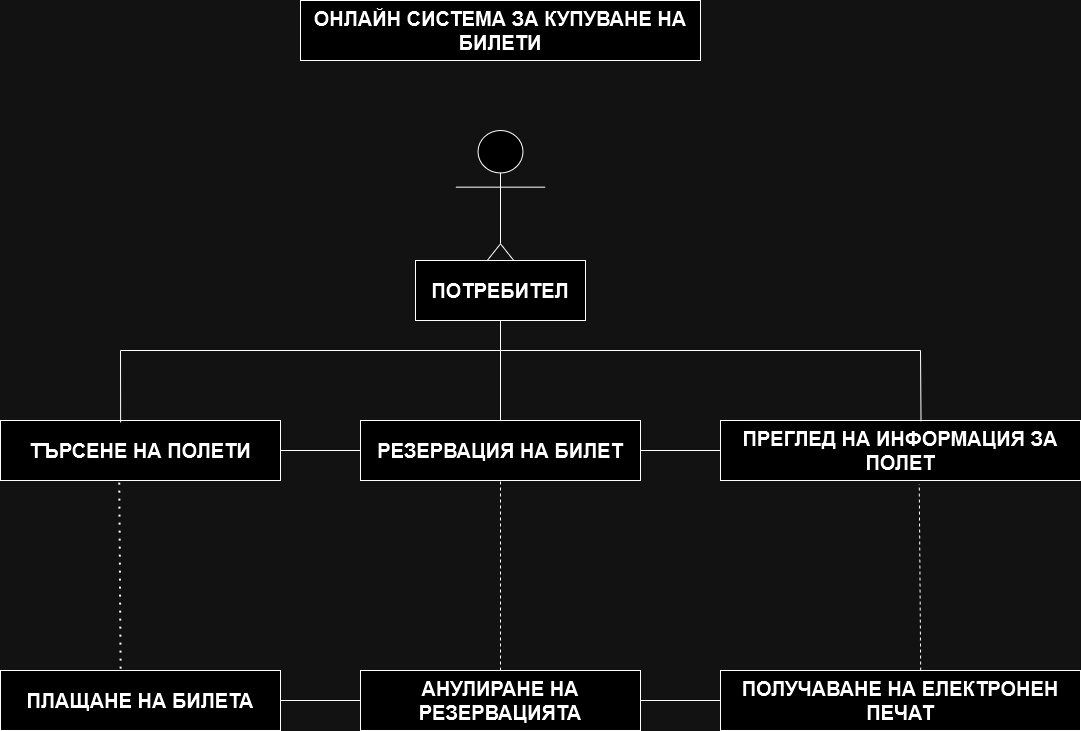 ОНЛАЙН СИСТЕМА ЗА КУПУВАНЕ НА
БИЛЕТИ
ПОТРЕБИТЕЛ
ТЪРСЕНЕ НА ПОЛЕТИ
РЕЗЕРВАЦИЯ НА БИЛЕТ
ПРЕГЛЕД НА ИНФОРМАЦИЯ ЗА
ПОЛЕТ
ПЛАЩАНЕ НА БИЛЕТА
АНУЛИРАНЕ НА
РЕЗЕРВАЦИЯТА
ПОЛУЧАВАНЕ НА ЕЛЕКТРОНЕН
ПЕЧАТ